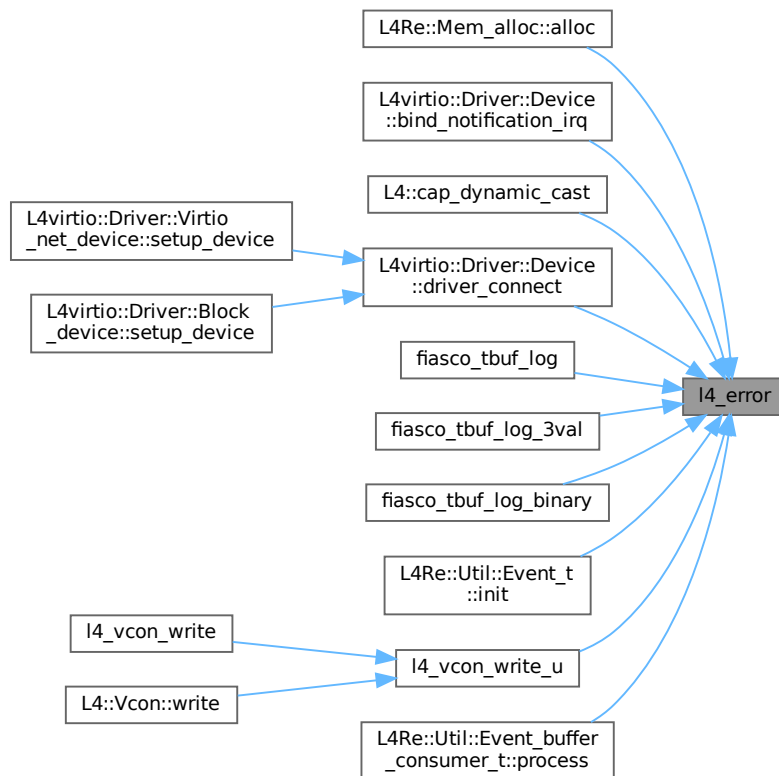 L4Re::Mem_alloc::alloc
L4virtio::Driver::Device
::bind_notification_irq
L4::cap_dynamic_cast
L4virtio::Driver::Virtio
_net_device::setup_device
L4virtio::Driver::Device
::driver_connect
L4virtio::Driver::Block
_device::setup_device
fiasco_tbuf_log
l4_error
fiasco_tbuf_log_3val
fiasco_tbuf_log_binary
L4Re::Util::Event_t
::init
l4_vcon_write
l4_vcon_write_u
L4::Vcon::write
L4Re::Util::Event_buffer
_consumer_t::process